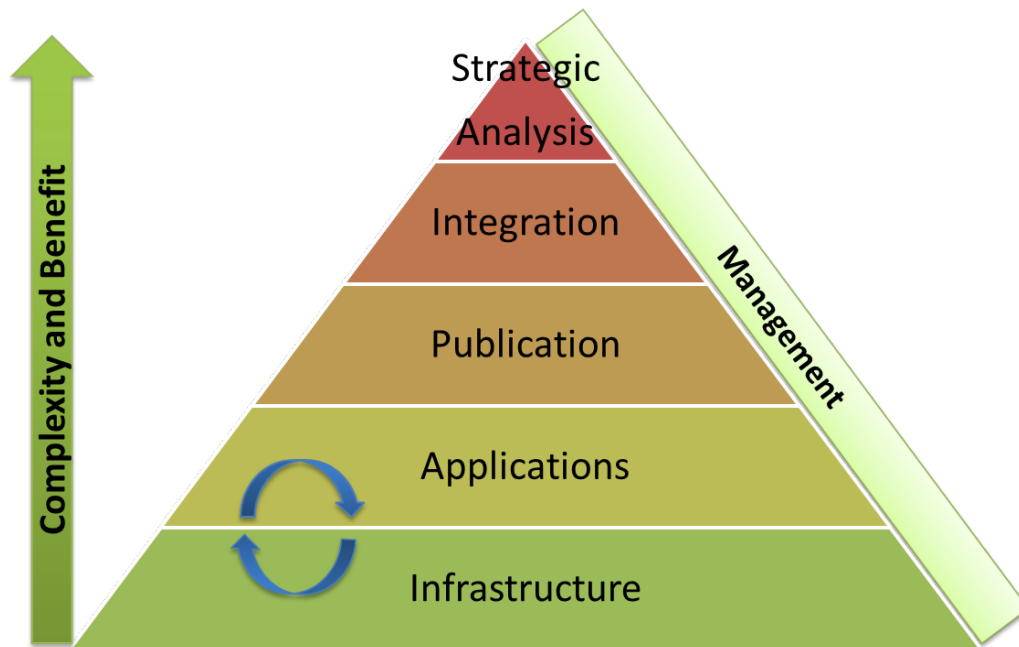 Strategic
Analysis
Integration
Publication
Applications
Infrastructure
Complexity and Benefit
Management